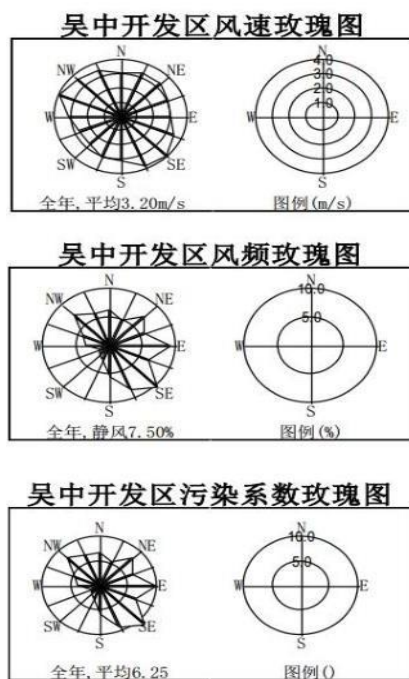 吴中开发区风速玫瑰图
N
NW NE
W E
SW SE
S
全年,平均3.20m/s
N
4.0
3.0
2.0
1.0
W E
S
图例(m/s)
吴中开发区风频玫瑰图
N
NW NE
W E
SW SE
S
全年,静风7.50%
N
10.0
5.0
W E
S
图例(%)
吴中开发区污染系数玫瑰图
N
NW NE
W E
SW SE
S
全年,平均6.25
N
10.0
5.0
W E
S
图例()